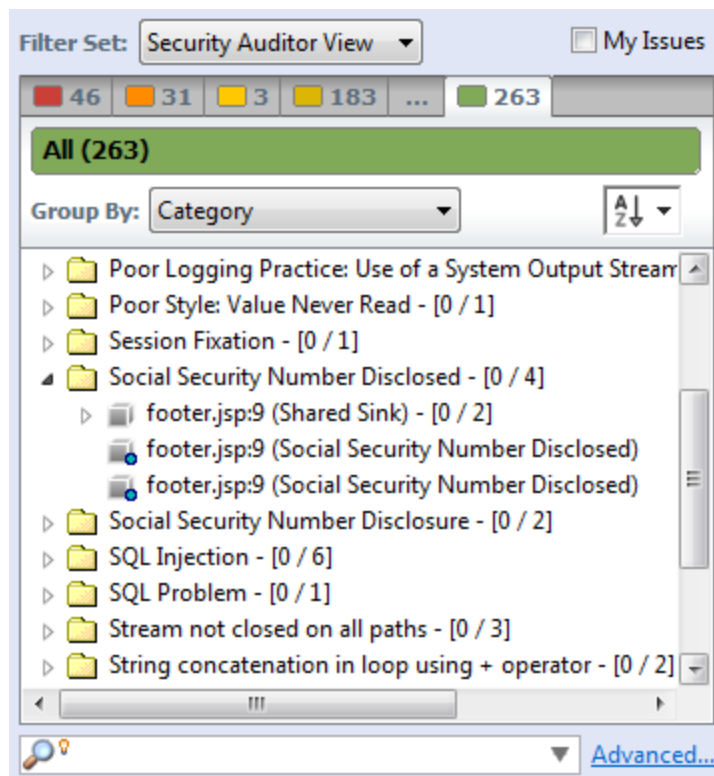 Filter Set: Security Auditor View My Issues
46 31 3 183 ... 263
All (263)
Group By: Category A Z
Poor Logging Practice: Use of a System Output Stream
Poor Style: Value Never Read - [0 / 1]
Session Fixation - [0 / 1]
Social Security Number Disclosed - [0 / 4]
footer.jsp:9 (Shared Sink) - [0 / 2]
footer.jsp:9 (Social Security Number Disclosed)
footer.jsp:9 (Social Security Number Disclosed)
Social Security Number Disclosure - [0 / 2]
SQL Injection - [0 / 6]
SQL Problem - [0 / 1]
Stream not closed on all paths - [0 / 3]
String concatenation in loop using + operator - [0 / 2]
Advanced...